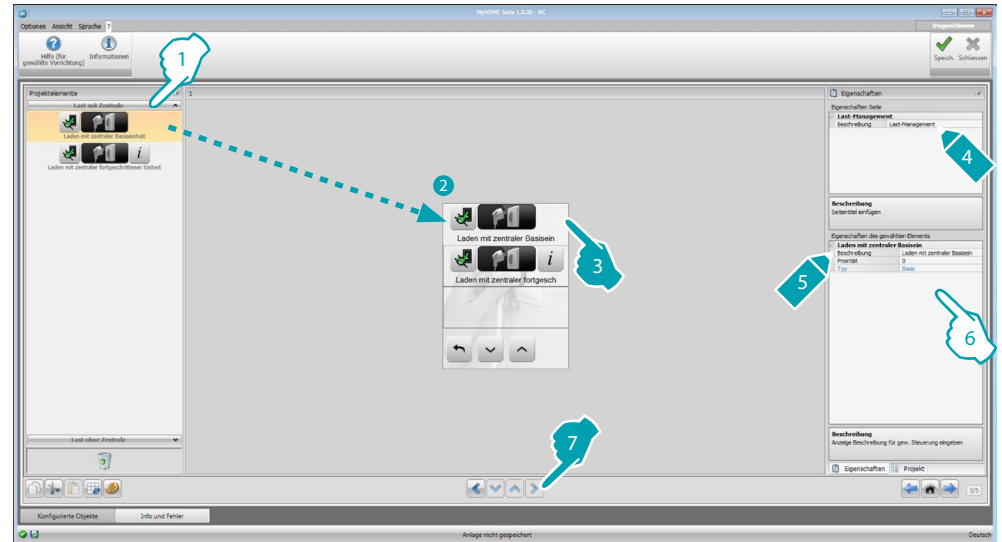 MyHOME Suite 1.0.30 - RC
Optionen Ansicht Sprache ?
Hilfe (für gewählte Vorrichtung)
Informationen
Speich. Schliessen
1
Projektelemente
Last mit Zentrale
Laden mit zentraler Basiseinheit
i
Laden mit zentraler fortgeschrittener Einheit
Last ohne Zentrale
1
2
Laden mit zentraler Basisein
i
Laden mit zentraler fortgesch
3
7
Eigenschaften
Eigenschaften Seite
Last-Management
Beschreibung Last-Management
4
Beschreibung
Seitentitel einfügen
Eigenschaften des gewählten Elements
Laden mit zentraler Basisein
Beschreibung Laden mit zentraler Basisein
Priorität 0
Typ Basis
5
6
Beschreibung
Anzeige Beschreibung für gew. Steuerung eingeben
Eigenschaften Projekt
3/5
Konfigurierte Objekte Info und Fehler
Anlage nicht gespeichert
Deutsch